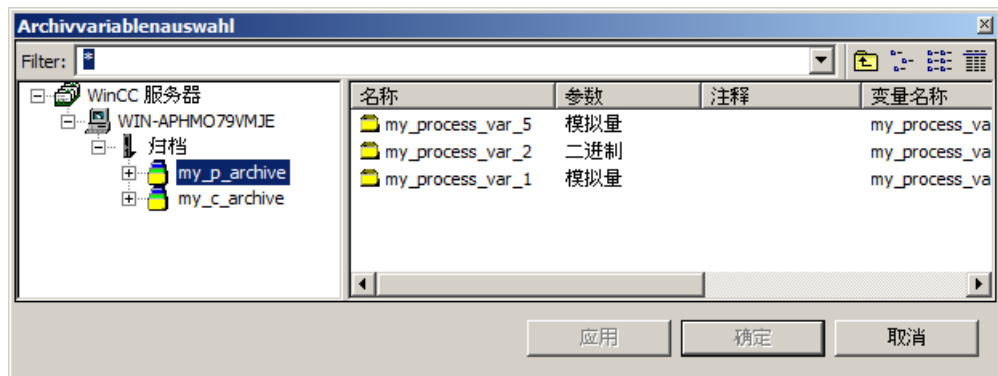 Archivvariablenauswahl
Filter: *
WinCC 服务器
WIN-APHMO79VMJE
归档
my_p_archive
my_c_archive
名称 参数 注释 变量名称
my_process_var_5 模拟量 my_process_va
my_process_var_2 二进制 my_process_va
my_process_var_1 模拟量 my_process_va
应用 确定 取消